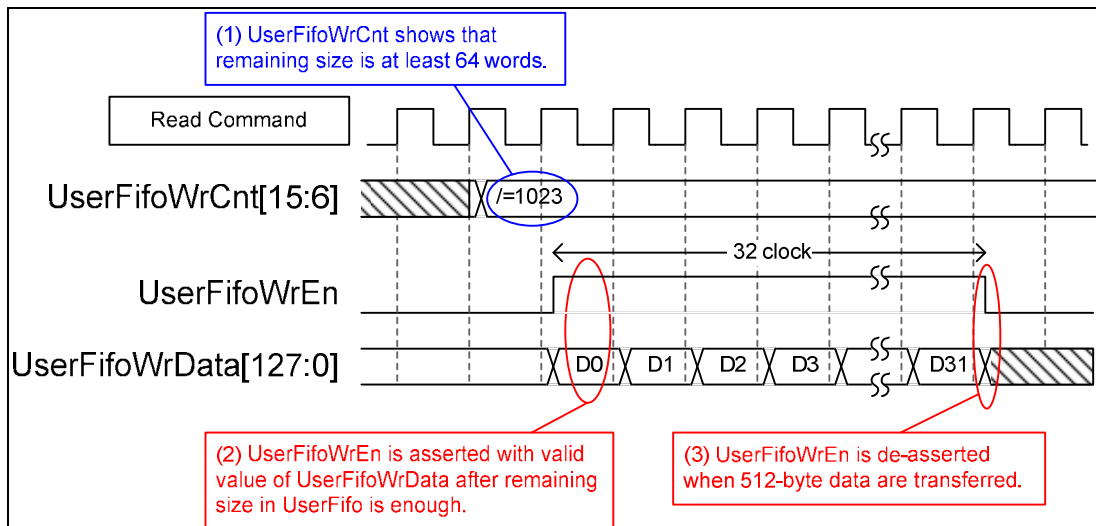 (1) UserFifoWrCnt shows that
remaining size is at least 64 words.
Read Command
UserFifoWrCnt[15:6]
/=1023
32 clock
UserFifoWrEn
UserFifoWrData[127:0]
D0
D1
D2
D3
D31
(2) UserFifoWrEn is asserted with valid
value of UserFifoWrData after remaining
size in UserFifo is enough.
(3) UserFifoWrEn is de-asserted
when 512-byte data are transferred.